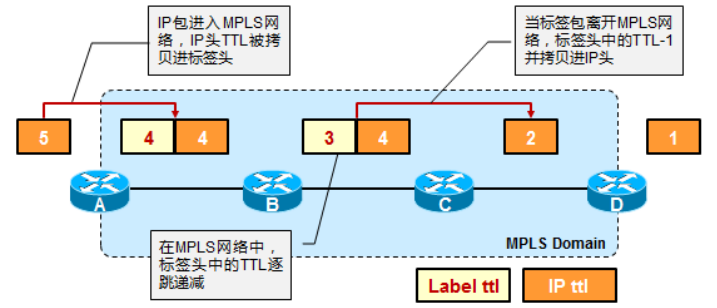 IP包进入MPLS网
络，IP头TTL被拷
贝进标签头
当标签包离开MPLS网
络，标签头中的TTL-1
并拷贝进IP头
5
4 4
3 4
2
1
A
B
C
D
在MPLS网络中，
标签头中的TTL逐
跳递减
MPLS Domain
Label ttl
IP ttl